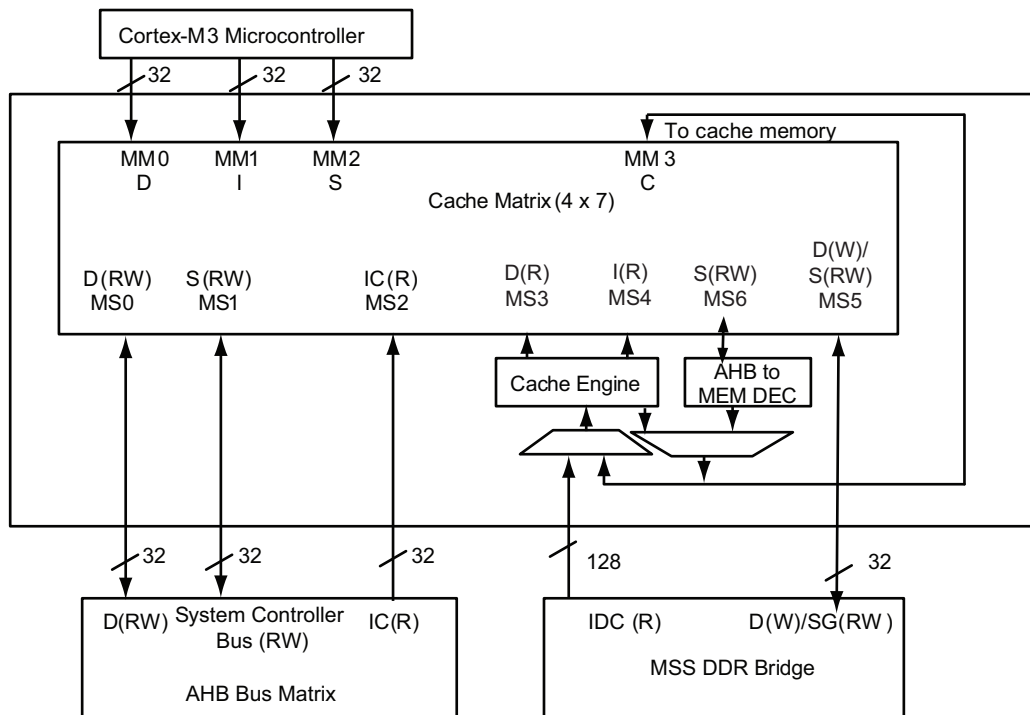 Cortex-M3 Microcontroller
32 32 32
To cache memory
MM0 MM1 MM2 MM3
D I S C
Cache Matrix (4 x 7)
D(W)/
D(RW) S(RW) IC(R) D(R) I(R) S(RW) S(RW)
MS0 MS1 MS2 MS3 MS4 MS6 MS5
Cache Engine
AHB to
MEM DEC
32 32 32 128 32
D(RW) System Controller
Bus (RW)
IC(R)
AHB Bus Matrix
IDC (R) D(W)/SG(RW)
MSS DDR Bridge